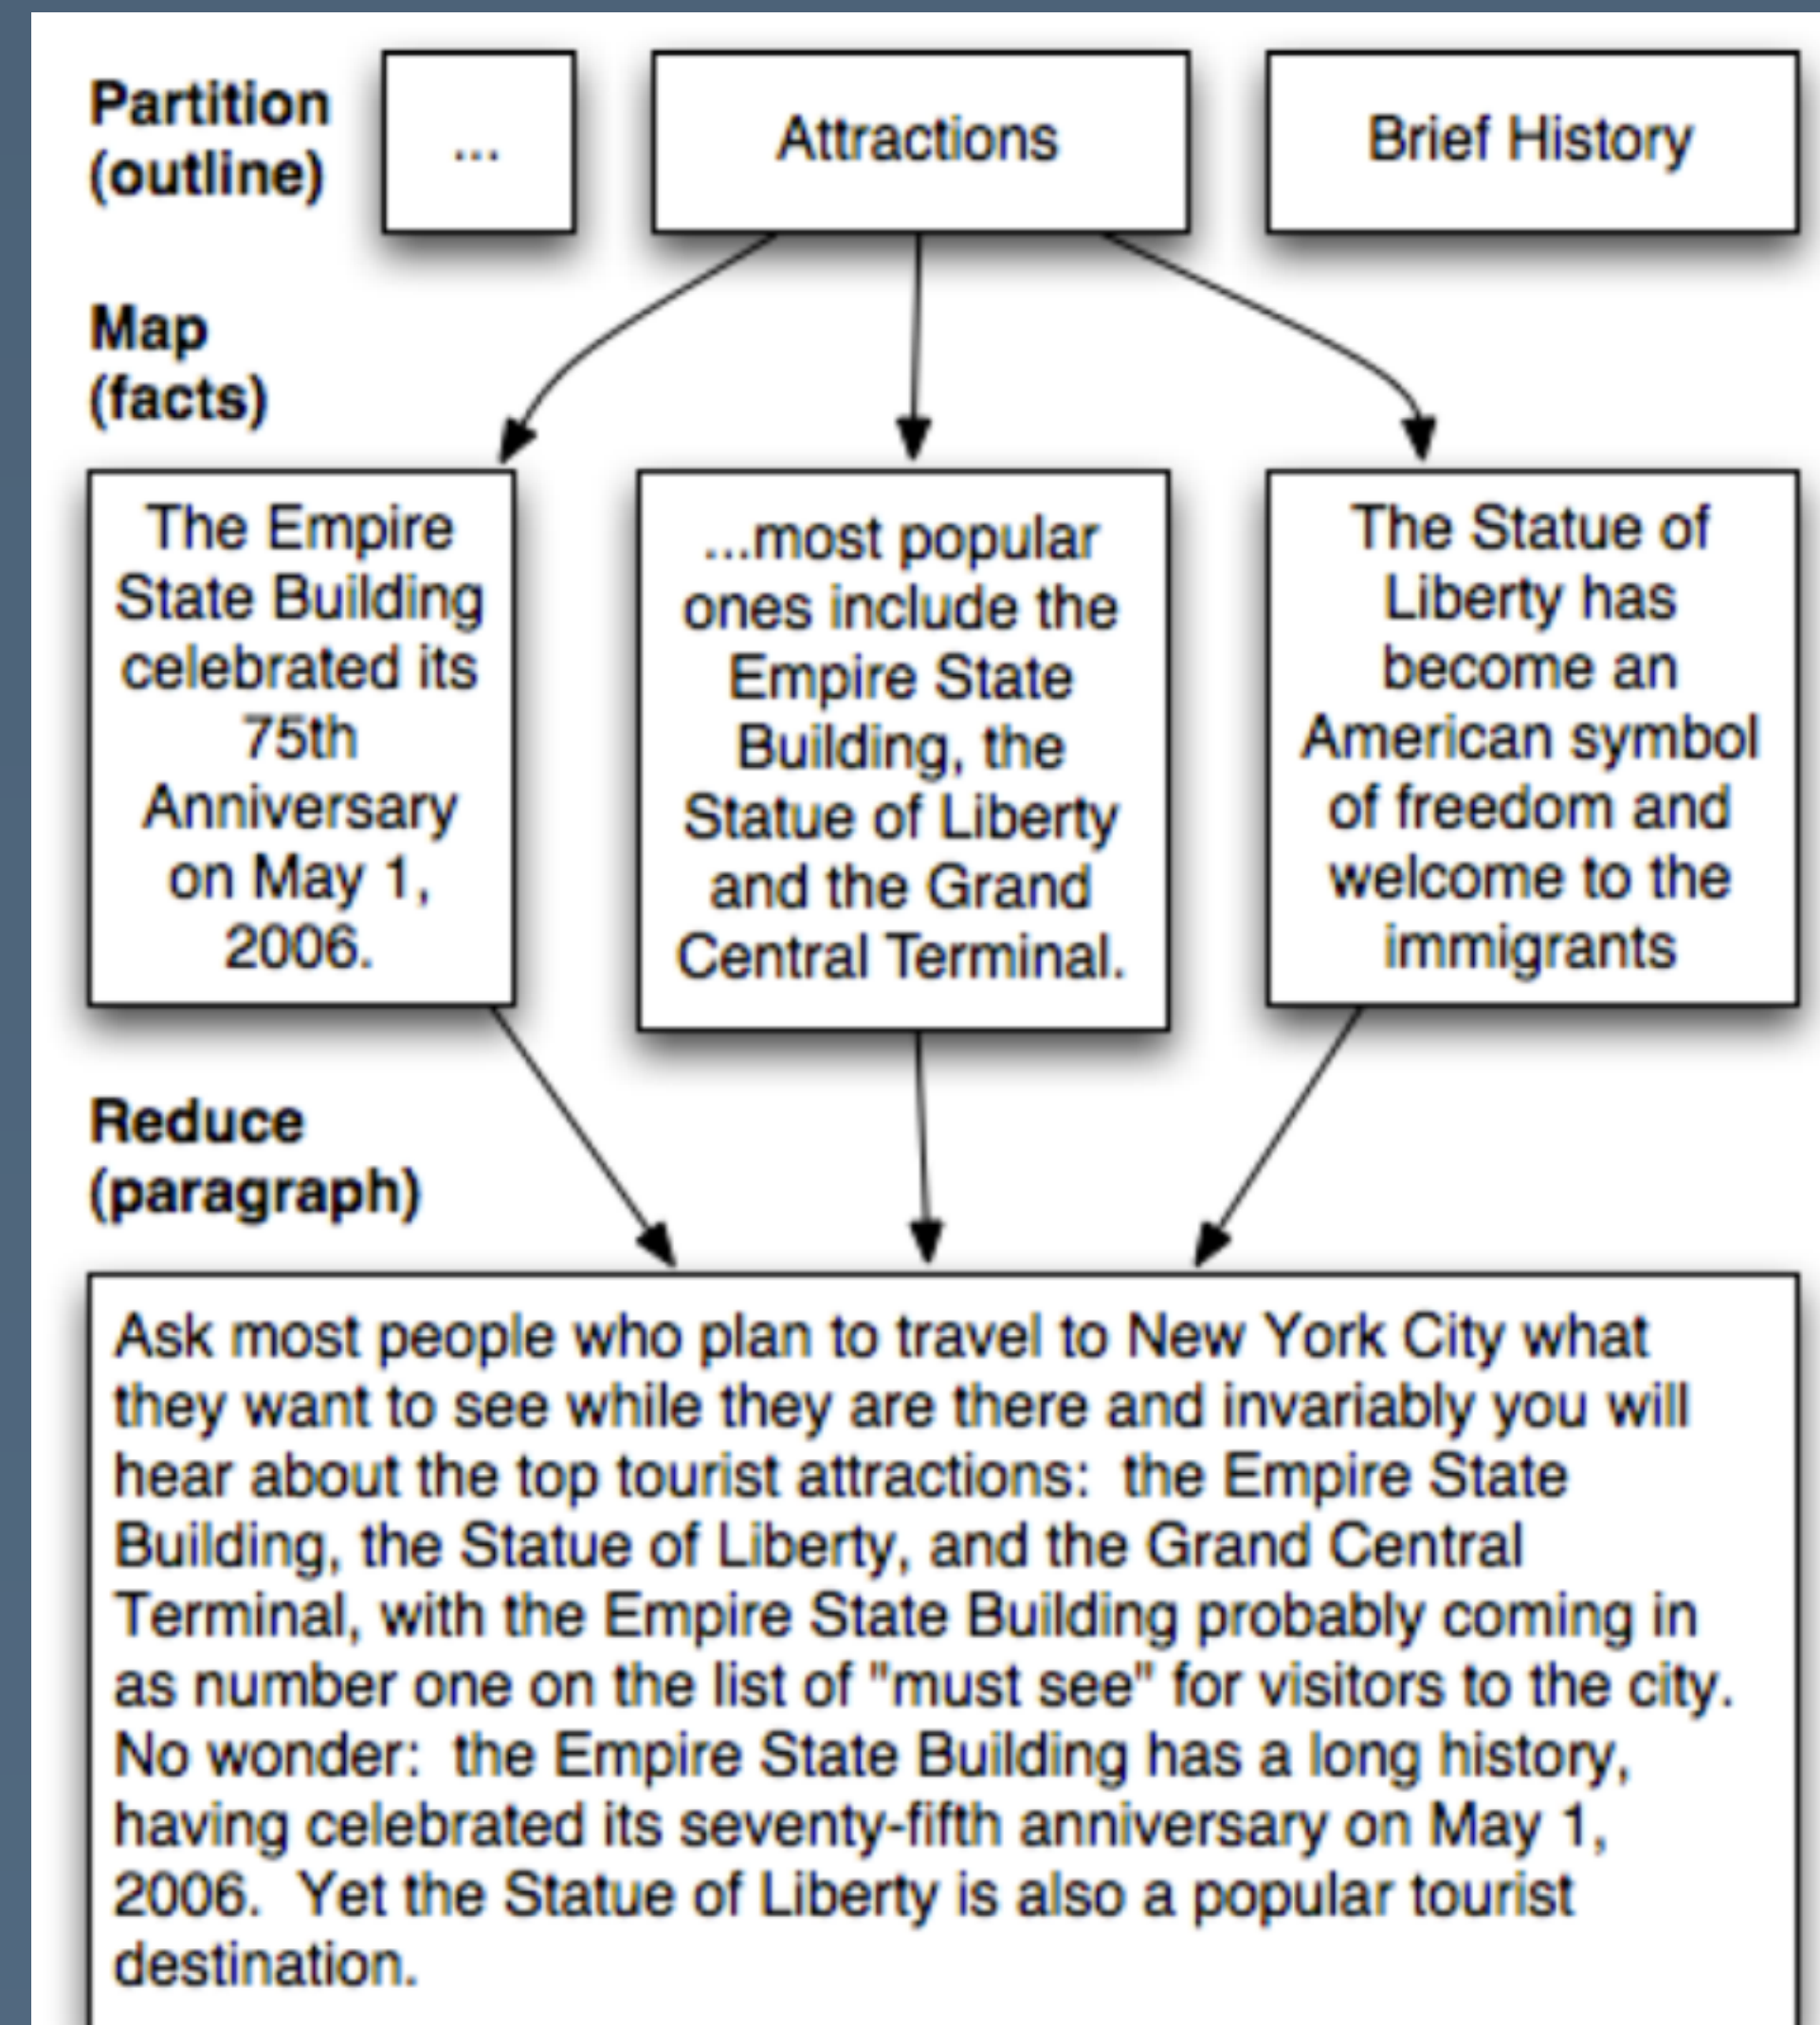 Partition
(outline)
...
Attractions
Brief History
Map
(facts)
The Empire
State Building
celebrated its
75th
Anniversary
on May 1,
2006.
...most popular
ones include the
Empire State
Building, the
Statue of Liberty
and the Grand
Central Terminal.
The Statue of
Liberty has
become an
American symbol
of freedom and
welcome to the
immigrants
Reduce
(paragraph)
Ask most people who plan to travel to New York City what
they want to see while they are there and invariably you will
hear about the top tourist attractions:  the Empire State
Building, the Statue of Liberty, and the Grand Central
Terminal, with the Empire State Building probably coming in
as number one on the list of "must see" for visitors to the city.
No wonder:  the Empire State Building has a long history,
having celebrated its seventy-fifth anniversary on May 1,
2006.  Yet the Statue of Liberty is also a popular tourist
destination.